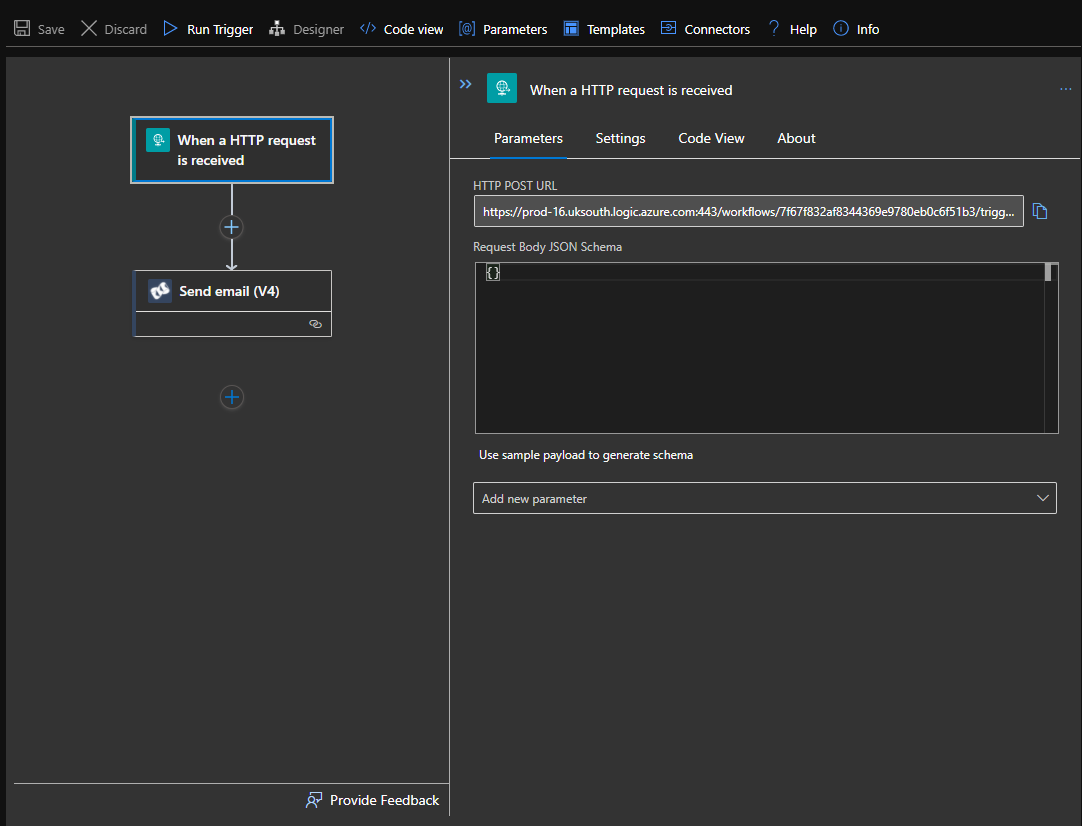 Save Discard Run Trigger Designer Code view Parameters Templates Connectors Help Info
When a HTTP request
is received
Send email (V4)
Provide Feedback
When a HTTP request is received
Parameters Settings Code View About
HTTP POST URL
https://prod-16.uksouth.logic.azure.com:443/workflows/7f67f832af8344369e9780eb0c6f51b3/trigg...
Request Body JSON Schema
{}
Use sample payload to generate schema
Add new parameter